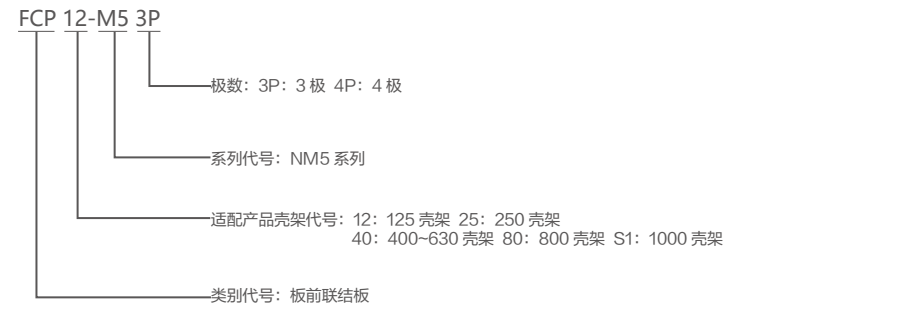 FCP 12-M5 3P
极数：3P：3 极 4P：4 极
系列代号：NM5 系列
适配产品壳架代号：12：125 壳架 25：250 壳架
40：400~630 壳架 80：800 壳架 S1：1000 壳架
类别代号：板前联结板